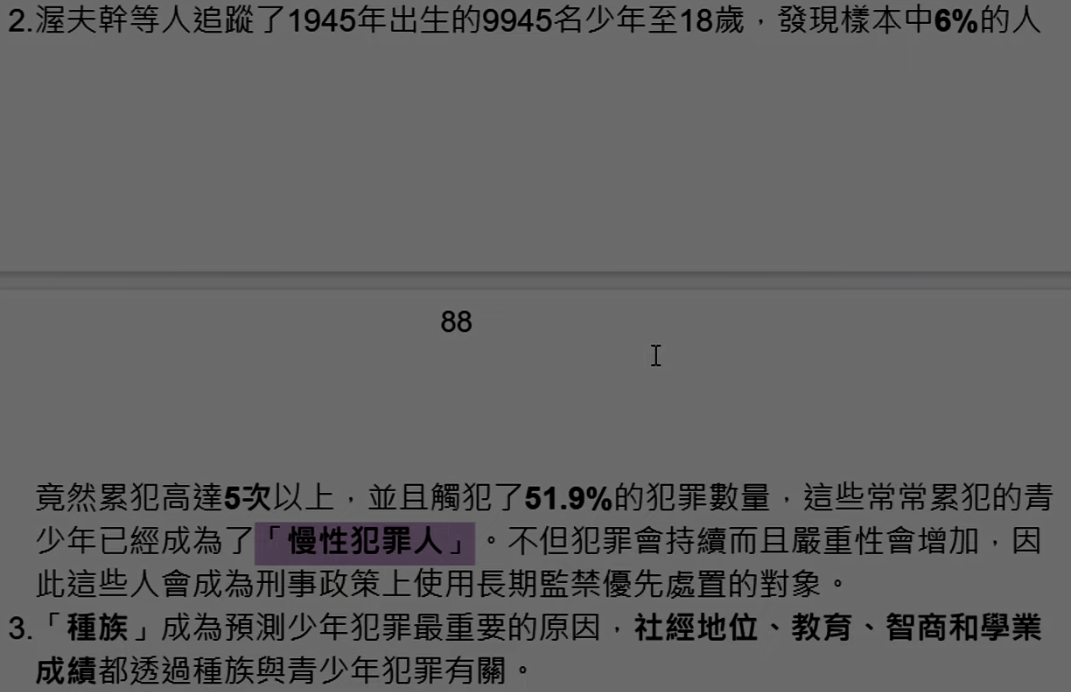 2.渥夫幹等人追蹤了1945年出生的9945名少年至18歲，發現樣本中6%的人
88
竟然累犯高達5次以上，並且觸犯了51.9%的犯罪數量，這些常常累犯的青
少年已經成為了「慢性犯罪人」。不但犯罪會持續而且嚴重性會增加，因
此這些人會成為刑事政策上使用長期監禁優先處置的對象。
3.「種族」成為預測少年犯罪最重要的原因，社經地位、教育、智商和學業
成績都透過種族與青少年犯罪有關。